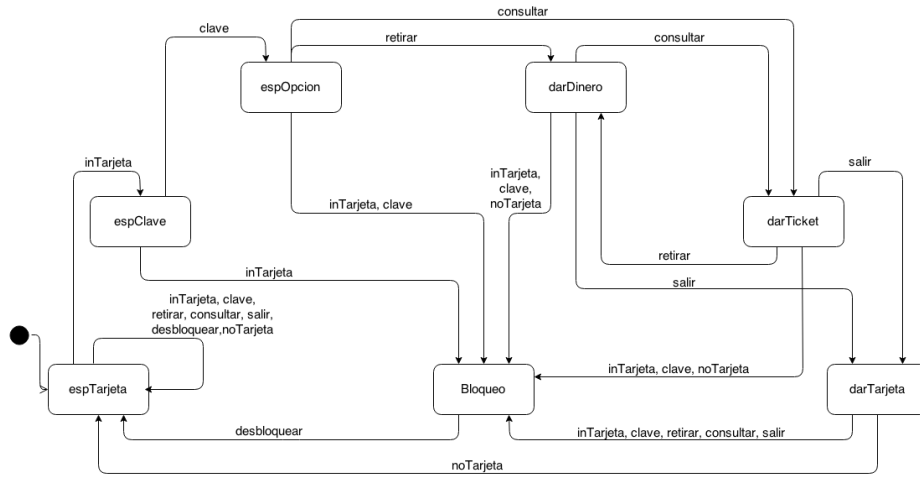 consultar
clave
retirar
consultar
espOpcion
darDinero
inTarjeta
inTarjeta,
clave,
noTarjeta
salir
espClave
inTarjeta, clave
darTicket
retirar
inTarjeta
salir
inTarjeta, clave,
retirar, consultar, salir,
desbloquear,noTarjeta
inTarjeta, clave, noTarjeta
espTarjeta
Bloqueo
darTarjeta
desbloquear
inTarjeta, clave, retirar, consultar, salir
noTarjeta